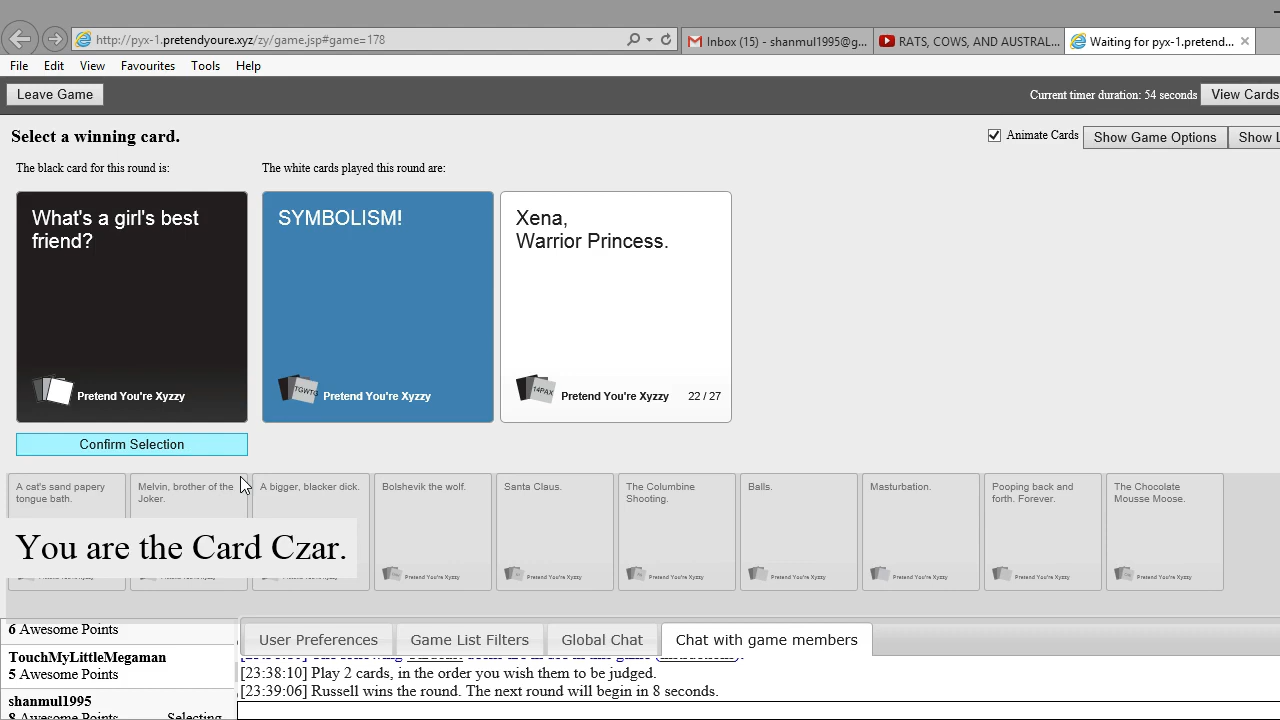 http://pyx-1.pretendyoure.xyz/zy/game.jsp#game=178
Inbox (15) - shanmul1995@g...
RATS, COWS, AND AUSTRAL...
Waiting for pyx-1.pretend...
File Edit View Favourites Tools Help
Leave Game
Current timer duration: 54 seconds
View Cards
Select a winning card.
Animate Cards
Show Game Options
Show L
The black card for this round is:
The white cards played this round are:
What's a girl's best
friend?
SYMBOLISM!
Xena,
Warrior Princess.
Pretend You're Xyzzy
TGWTG
Pretend You're Xyzzy
14PAX
Pretend You're Xyzzy
22 / 27
Confirm Selection
A cat's sand papery
tongue bath.
Melvin, brother of the
Joker.
A bigger, blacker dick.
Bolshevik the wolf.
Santa Claus.
The Columbine
Shooting.
Balls.
Masturbation.
Pooping back and
forth. Forever.
The Chocolate
Mousse Moose.
You are the Card Czar.
Pretend You're Xyzzy
Pretend You're Xyzzy
Pretend You're Xyzzy
Pretend You're Xyzzy
Pretend You're Xyzzy
Pretend You're Xyzzy
Pretend You're Xyzzy
6 Awesome Points
TouchMyLittleMegaman
5 Awesome Points
shanmul1995
8 Awesome Points Selecting
User Preferences
Game List Filters
Global Chat
Chat with game members
[23:38:10] Play 2 cards, in the order you wish them to be judged.
[23:39:06] Russell wins the round. The next round will begin in 8 seconds.